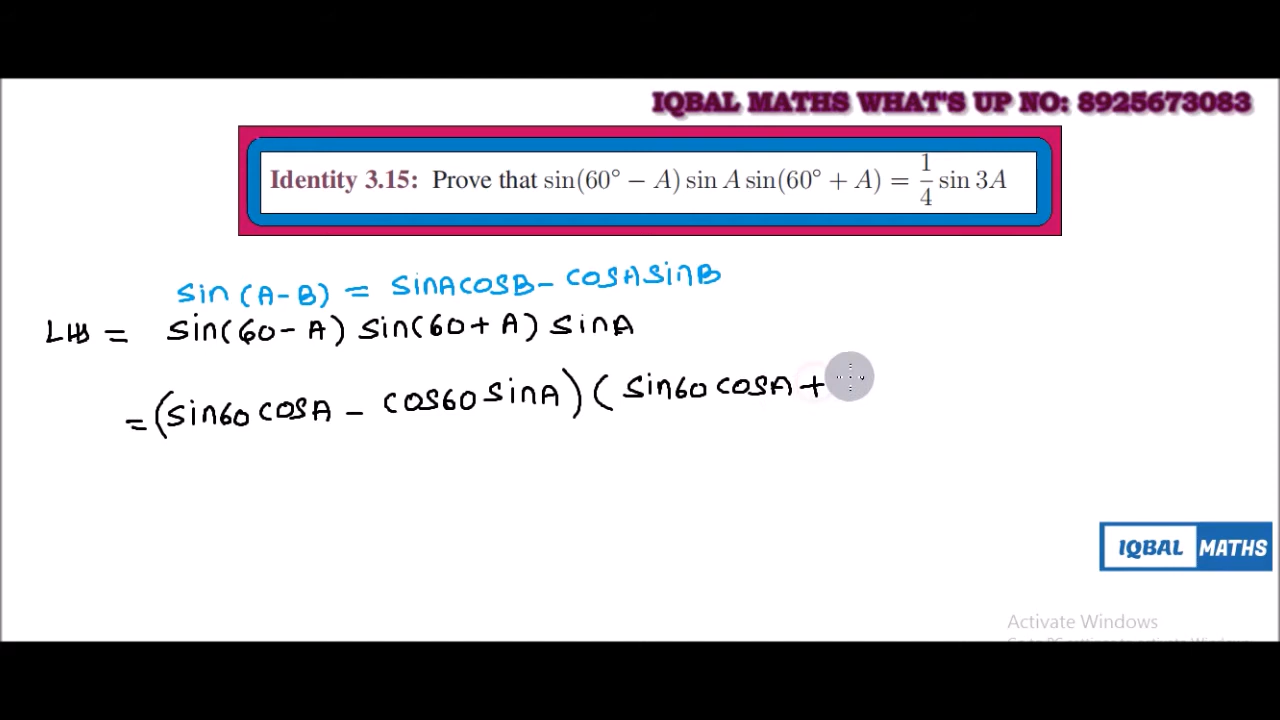 IQBAL MATHS WHAT'S UP NO: 8925673083
Identity 3.15: Prove that sin(60° − A) sin A sin(60° + A) = 1/4 sin 3A
sin (A-B) = sinAcosB - cosAsinB
LHS = sin(60-A) sin(60+A) sinA
= (sin60 cosA - cos60 sinA) (sin60 cosA +
IQBAL MATHS
Activate Windows